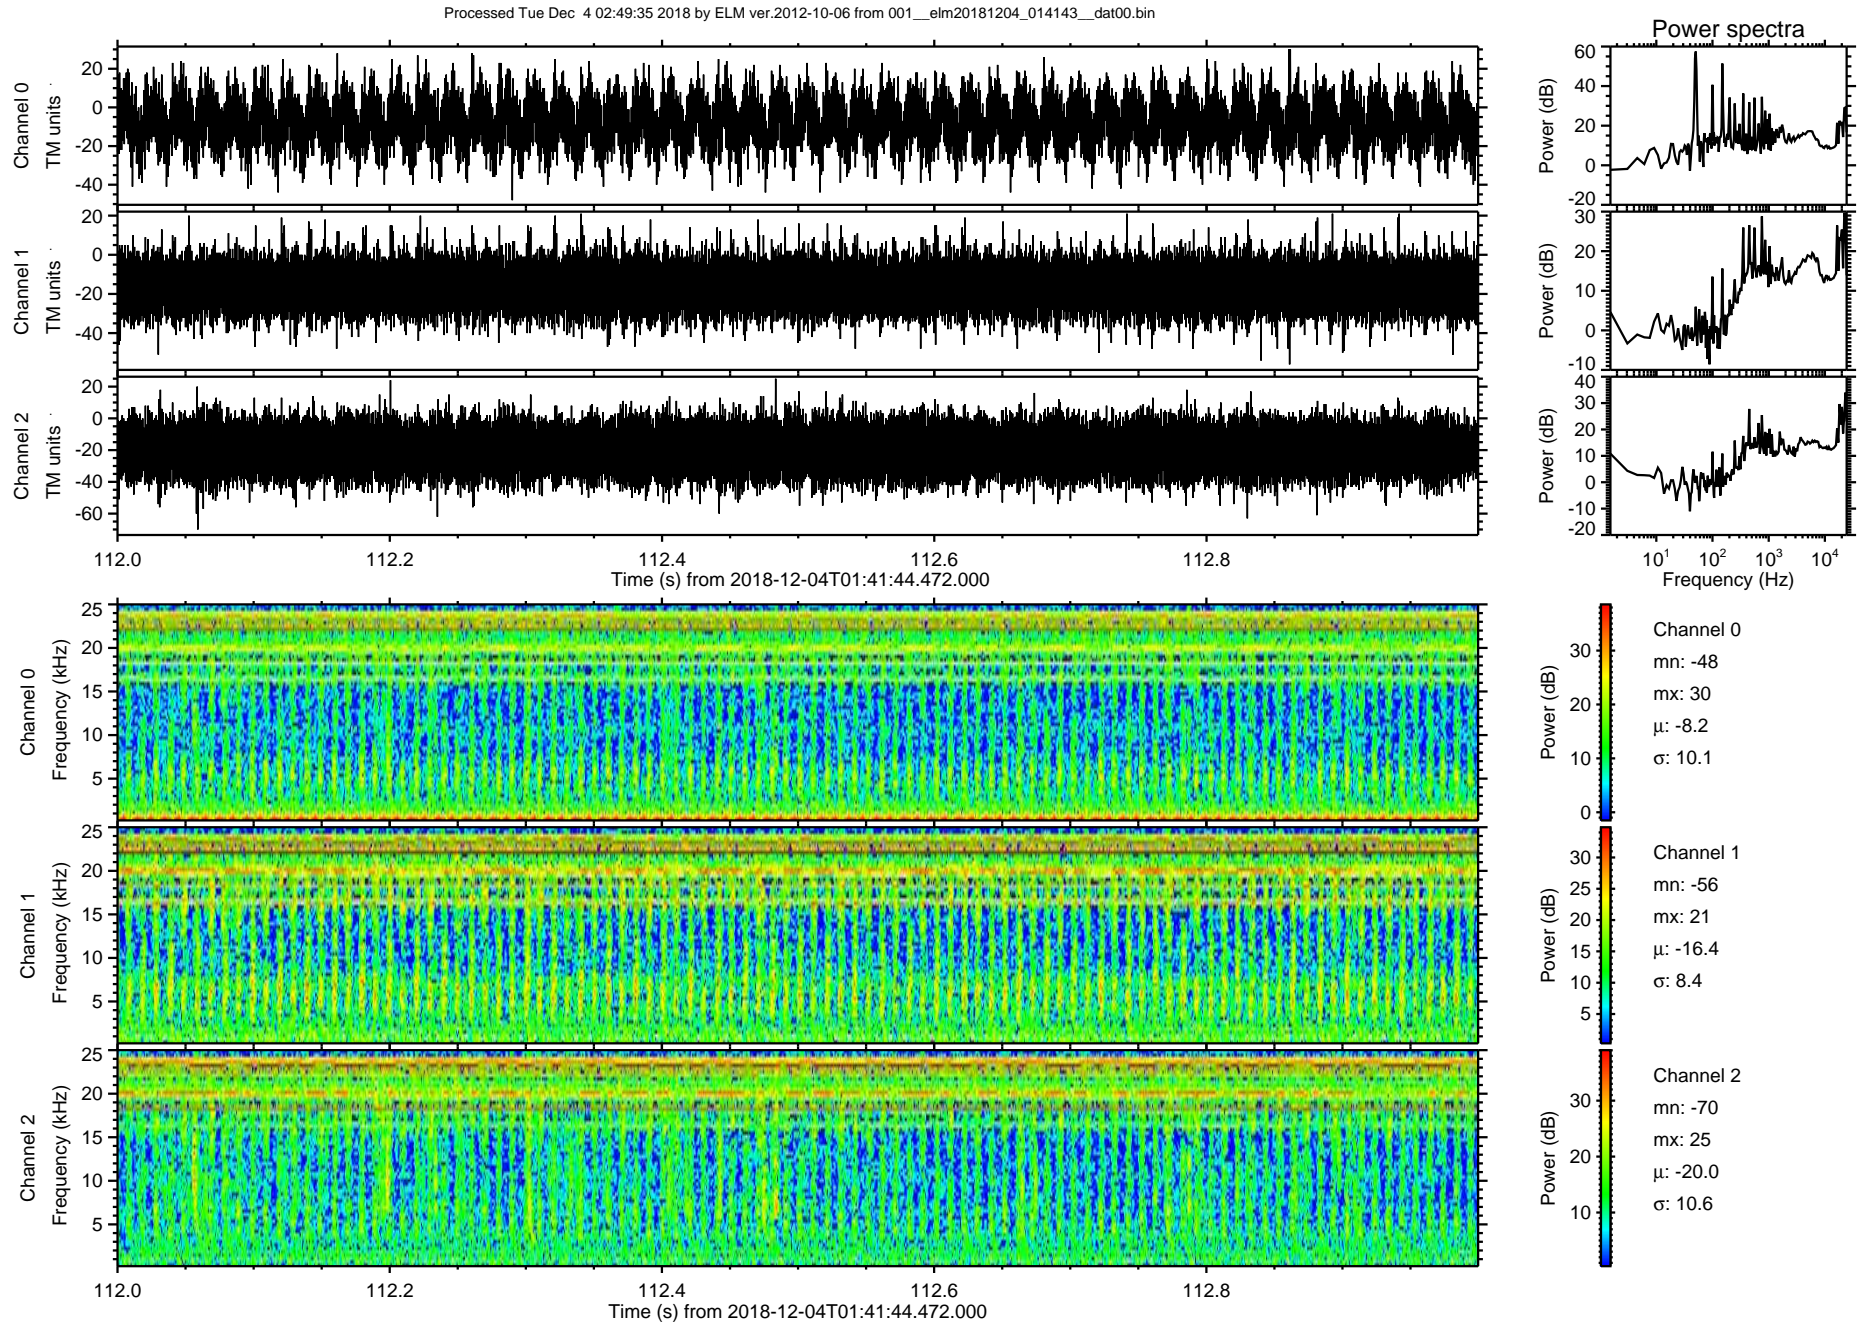 Processed Tue Dec 4 02:49:35 2018 by ELM ver.2012-10-06 from 001__elm20181204_014143__dat00.bin
Power spectra
Channel 0
TM units
20
0
-20
-40
Power (dB)
60
40
20
0
-20
Channel 1
TM units
20
0
-20
-40
Power (dB)
30
20
10
0
-10
Channel 2
TM units
20
0
-20
-40
-60
Power (dB)
40
30
20
10
0
-10
-20
112.0 112.2 112.4 112.6 112.8
Time (s) from 2018-12-04T01:41:44.472.000
10¹ 10² 10³ 10⁴
Frequency (Hz)
Channel 0
Frequency (kHz)
25
20
15
10
5
Power (dB)
30
20
10
0
Channel 0
mn: -48
mx: 30
µ: -8.2
σ: 10.1
Channel 1
Frequency (kHz)
25
20
15
10
5
Power (dB)
30
25
20
15
10
5
Channel 1
mn: -56
mx: 21
µ: -16.4
σ: 8.4
Channel 2
Frequency (kHz)
25
20
15
10
5
Power (dB)
30
20
10
Channel 2
mn: -70
mx: 25
µ: -20.0
σ: 10.6
112.0 112.2 112.4 112.6 112.8
Time (s) from 2018-12-04T01:41:44.472.000